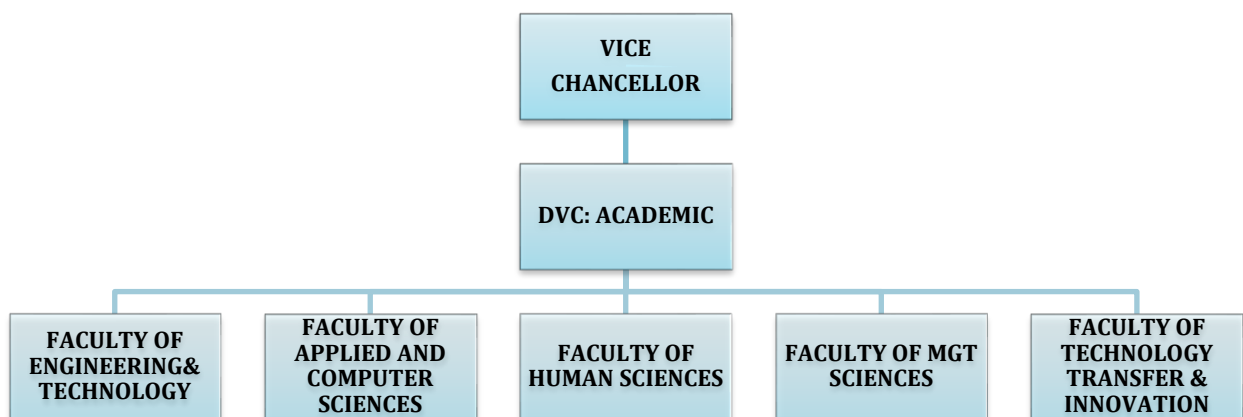 VICE
CHANCELLOR
DVC: ACADEMIC
FACULTY OF
ENGINEERING&
TECHNOLOGY
FACULTY OF
APPLIED AND
COMPUTER
SCIENCES
FACULTY OF
HUMAN SCIENCES
FACULTY OF MGT
SCIENCES
FACULTY OF
TECHNOLOGY
TRANSFER &
INNOVATION